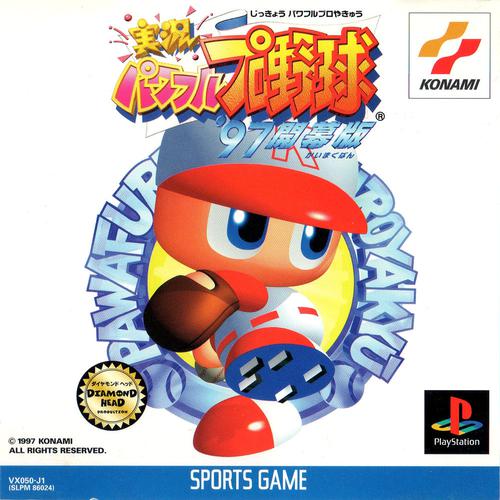 じっきょう パワフルプロやきゅう
実況
パワフルプロ野球
®
'97開幕版
かいまくばん
KONAMI
PAWAFURU
PUROYAKYŪ
ダイヤモンド ヘッド
DIAMOND
HEAD
PRODUCTION
© 1997 KONAMI
ALL RIGHTS RESERVED.
PlayStation
VX050-J1
(SLPM 86024)
SPORTS GAME